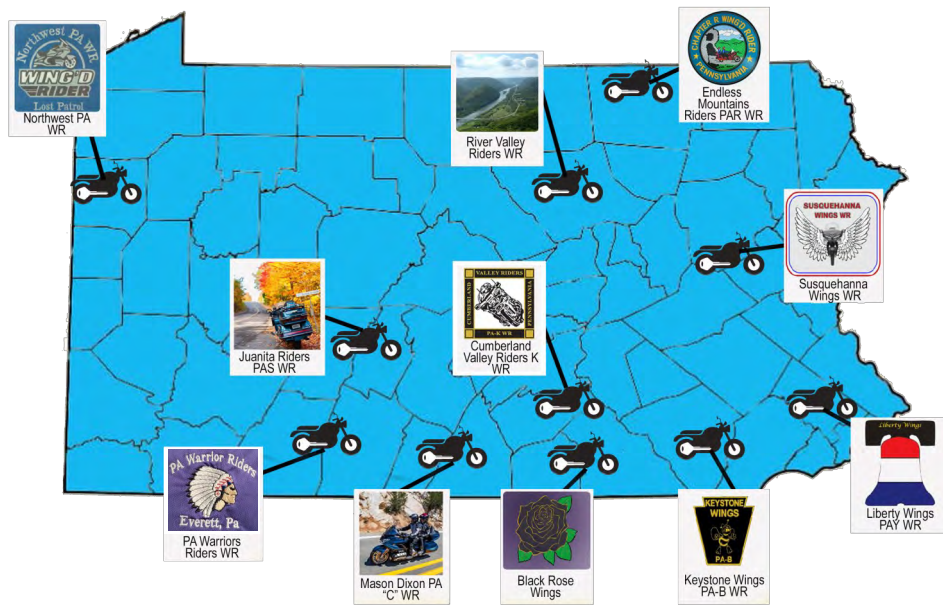 Northwest PA WR
WING'D
RIDER
Lost Patrol
Northwest PA
WR
River Valley
Riders WR
CHAPTER R WING'D RIDER
PENNSYLVANIA
Endless
Mountains
Riders PAR WR
SUSQUEHANNA
WINGS WR
Susquehanna
Wings WR
Juanita Riders
PAS WR
VALLEY RIDERS
CUMBERLAND
PENNSYLVANIA
PA-K WR
Cumberland
Valley Riders K
WR
PA Warrior Riders
Everett, Pa
PA Warriors
Riders WR
Mason Dixon PA
"C" WR
Black Rose
Wings
KEYSTONE
WINGS
PA-B
Keystone Wings
PA-B WR
Liberty Wings
Liberty Wings
PAY WR